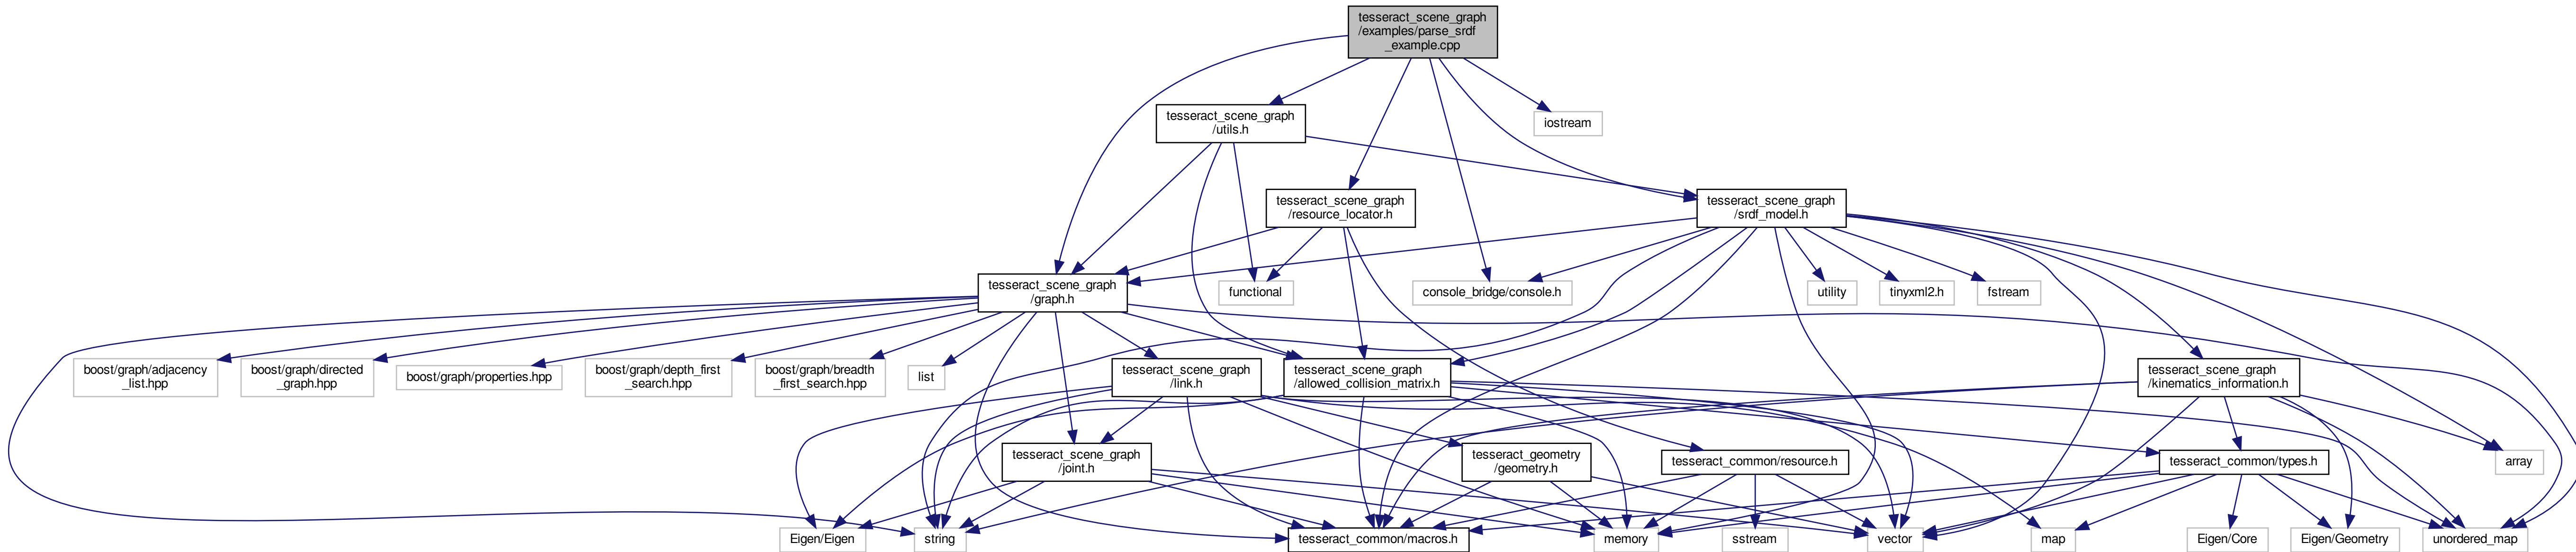 tesseract_scene_graph
/examples/parse_srdf
_example.cpp
tesseract_scene_graph
/utils.h
iostream
tesseract_scene_graph
/resource_locator.h
tesseract_scene_graph
/srdf_model.h
tesseract_scene_graph
/graph.h
functional
console_bridge/console.h
utility
tinyxml2.h
fstream
boost/graph/adjacency
_list.hpp
boost/graph/directed
_graph.hpp
boost/graph/properties.hpp
boost/graph/depth_first
_search.hpp
boost/graph/breadth
_first_search.hpp
list
tesseract_scene_graph
/link.h
tesseract_scene_graph
/allowed_collision_matrix.h
tesseract_scene_graph
/kinematics_information.h
tesseract_scene_graph
/joint.h
tesseract_geometry
/geometry.h
tesseract_common/resource.h
tesseract_common/types.h
array
Eigen/Eigen
string
tesseract_common/macros.h
memory
sstream
vector
map
Eigen/Core
Eigen/Geometry
unordered_map